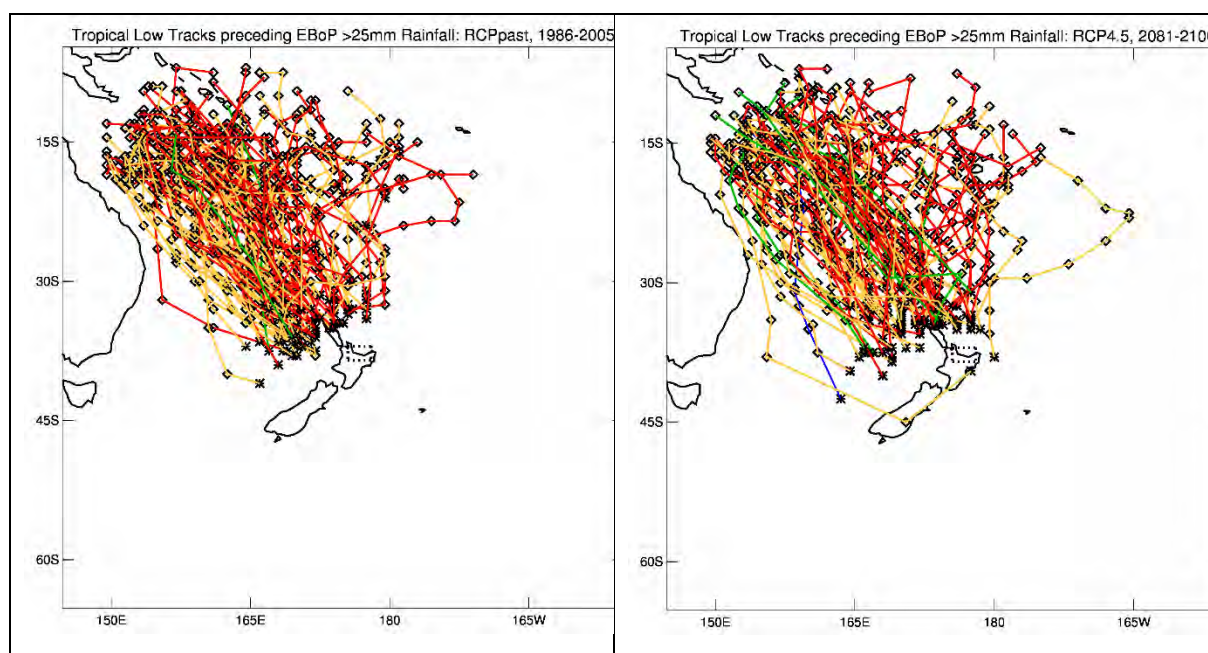 Tropical Low Tracks preceding EBoP >25mm Rainfall: RCPpast, 1986-2005
15S
30S
45S
60S
150E
165E
180
165W
Tropical Low Tracks preceding EBoP >25mm Rainfall: RCP4.5, 2081-210
15S
30S
45S
60S
150E
165E
180
165W